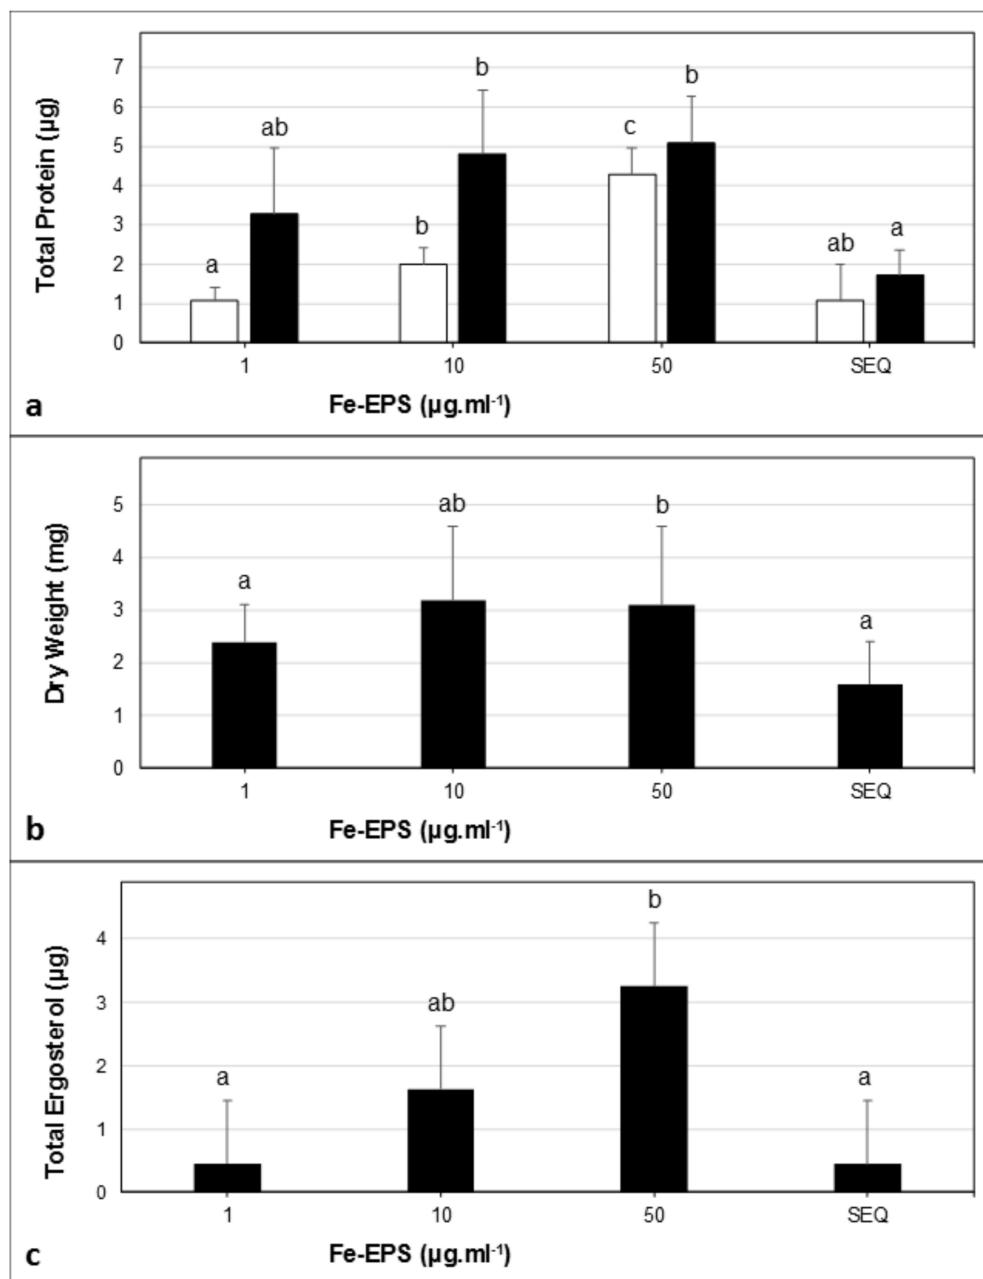 Total Protein (µg)
7
6
5
4
3
2
1
0
a
ab
b
b
c
b
ab
a
1
10
50
SEQ
Fe-EPS (µg.ml⁻¹)
a
Dry Weight (mg)
5
4
3
2
1
0
a
ab
b
a
1
10
50
SEQ
Fe-EPS (µg.ml⁻¹)
b
Total Ergosterol (µg)
4
3
2
1
0
a
ab
b
a
1
10
50
SEQ
Fe-EPS (µg.ml⁻¹)
c